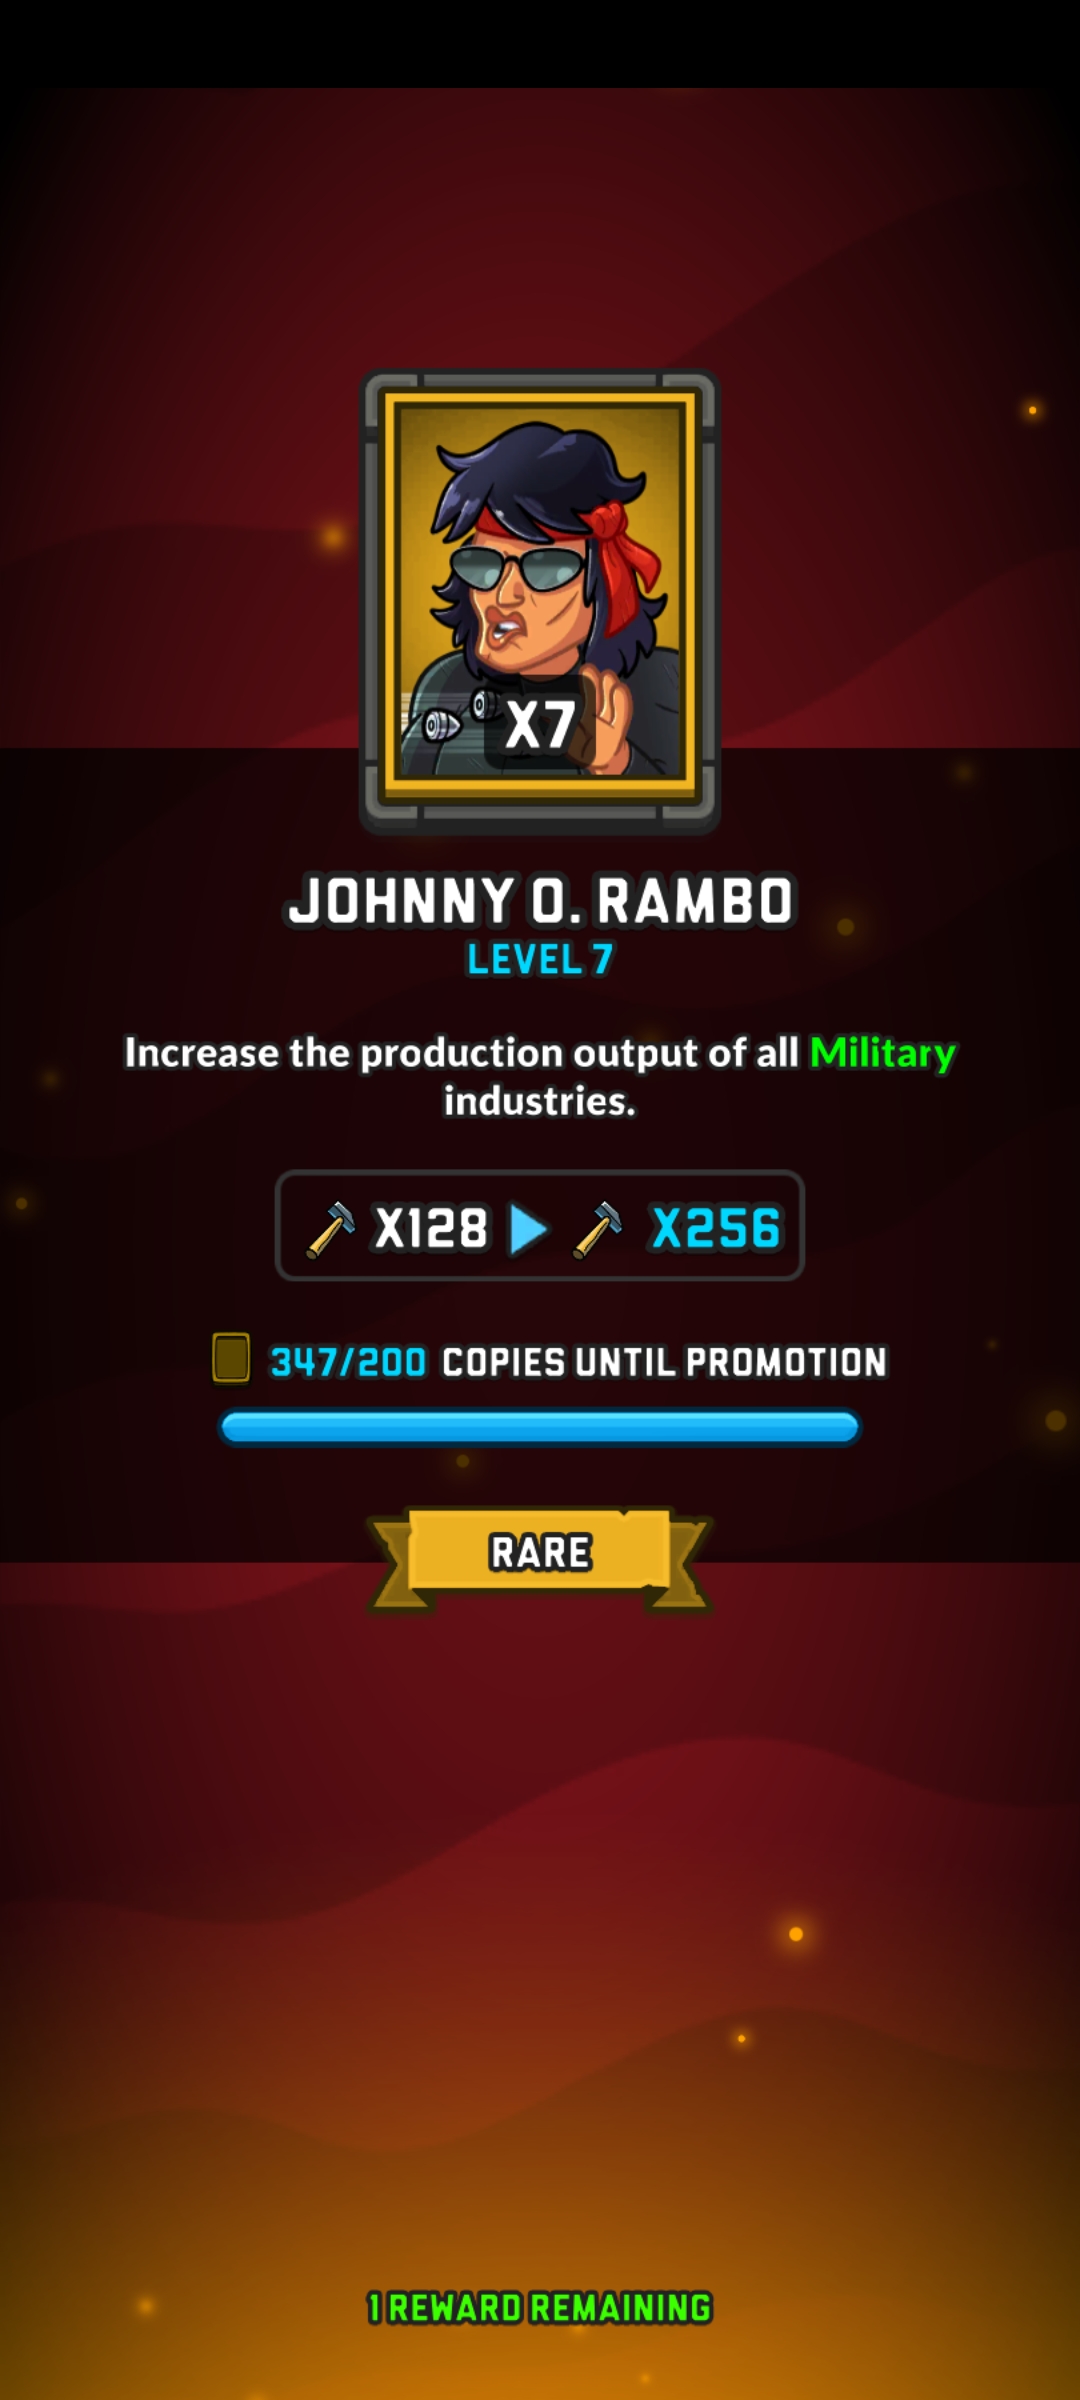 X7
JOHNNY O. RAMBO
LEVEL 7
Increase the production output of all Military
industries.
X128 X256
347/200 COPIES UNTIL PROMOTION
RARE
1 REWARD REMAINING